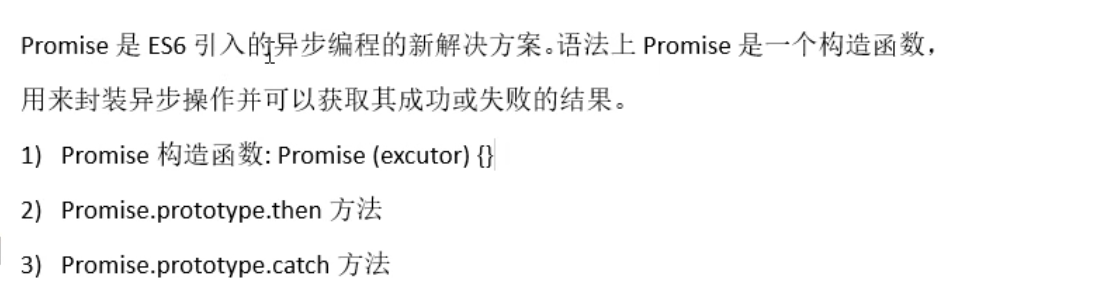 Promise 是 ES6 引入的异步编程的新解决方案。语法上 Promise 是一个构造函数，
用来封装异步操作并可以获取其成功或失败的结果。
1) Promise 构造函数: Promise (excutor) {}
2) Promise.prototype.then 方法
3) Promise.prototype.catch 方法